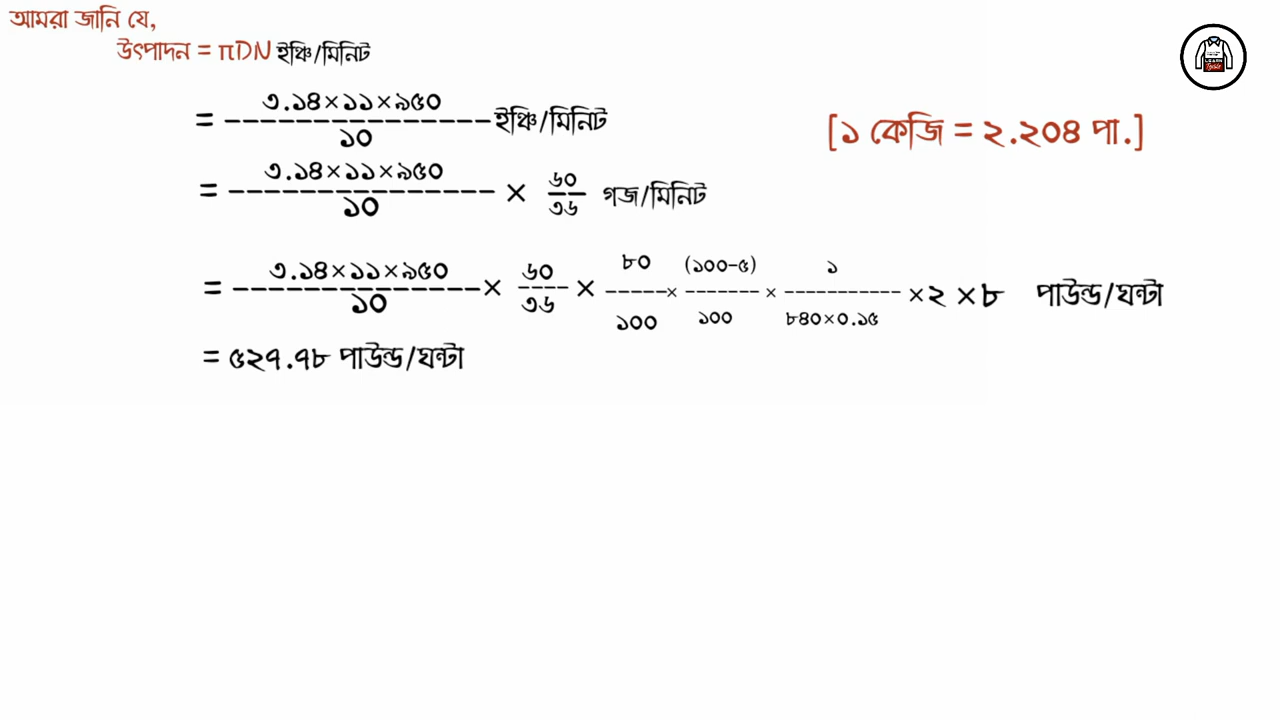 আমরা জানি যে,
উৎপাদন = πDN ইঞ্চি/মিনিট
= ৩.১৪×১১×৯৫০ / ১০ ইঞ্চি/মিনিট
[১ কেজি = ২.২০৪ পা.]
= ৩.১৪×১১×৯৫০ / ১০ × ৬০ / ৩৬ গজ/মিনিট
= ৩.১৪×১১×৯৫০ / ১০ × ৬০ / ৩৬ × ৮০ / ১০০ × (১০০-৫) / ১০০ × ১ / ৮৪০×০.১৫ ×২ ×৮ পাউন্ড/ঘন্টা
= ৫২৭.৭৮ পাউন্ড/ঘন্টা
LEARN